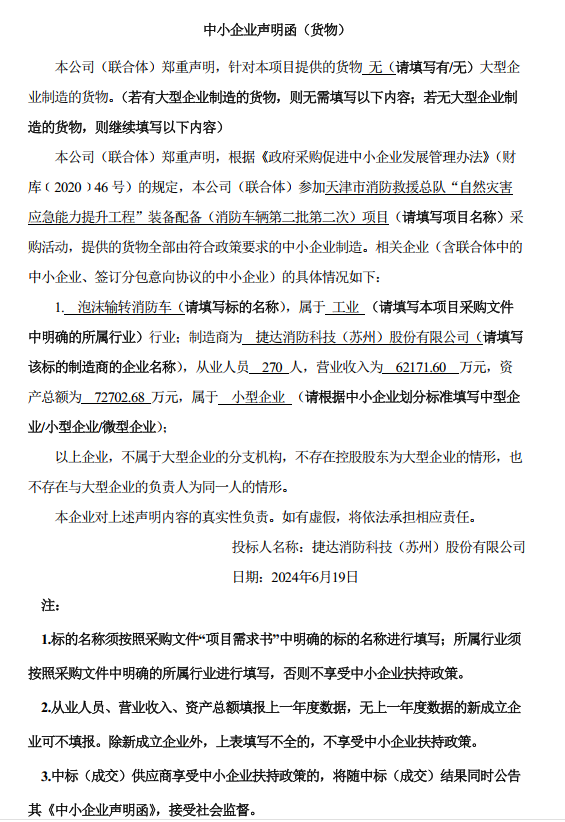 中小企业声明函（货物）
本公司（联合体）郑重声明，针对本项目提供的货物 无（请填写有/无）大型企
业制造的货物。（若有大型企业制造的货物，则无需填写以下内容；若无大型企业制
造的货物，则继续填写以下内容）
本公司（联合体）郑重声明，根据《政府采购促进中小企业发展管理办法》（财
库﹝2020﹞46 号）的规定，本公司（联合体）参加天津市消防救援总队“自然灾害
应急能力提升工程”装备配备（消防车辆第二批第二次）项目（请填写项目名称）采
购活动，提供的货物全部由符合政策要求的中小企业制造。相关企业（含联合体中的
中小企业、签订分包意向协议的中小企业）的具体情况如下：
1. 泡沫输转消防车（请填写标的名称），属于 工业 （请填写本项目采购文件
中明确的所属行业）行业；制造商为 捷达消防科技（苏州）股份有限公司（请填写
该标的制造商的企业名称），从业人员 270 人，营业收入为 62171.60 万元，资
产总额为 72702.68 万元，属于 小型企业 （请根据中小企业划分标准填写中型企
业/小型企业/微型企业）；
以上企业，不属于大型企业的分支机构，不存在控股股东为大型企业的情形，也
不存在与大型企业的负责人为同一人的情形。
本企业对上述声明内容的真实性负责。如有虚假，将依法承担相应责任。
投标人名称：捷达消防科技（苏州）股份有限公司
日期：2024年6月19日
注：
1.标的名称须按照采购文件“项目需求书”中明确的标的名称进行填写；所属行业须
按照采购文件中明确的所属行业进行填写，否则不享受中小企业扶持政策。
2.从业人员、营业收入、资产总额填报上一年度数据，无上一年度数据的新成立企
业可不填报。除新成立企业外，上表填写不全的，不享受中小企业扶持政策。
3.中标（成交）供应商享受中小企业扶持政策的，将随中标（成交）结果同时公告
其《中小企业声明函》，接受社会监督。